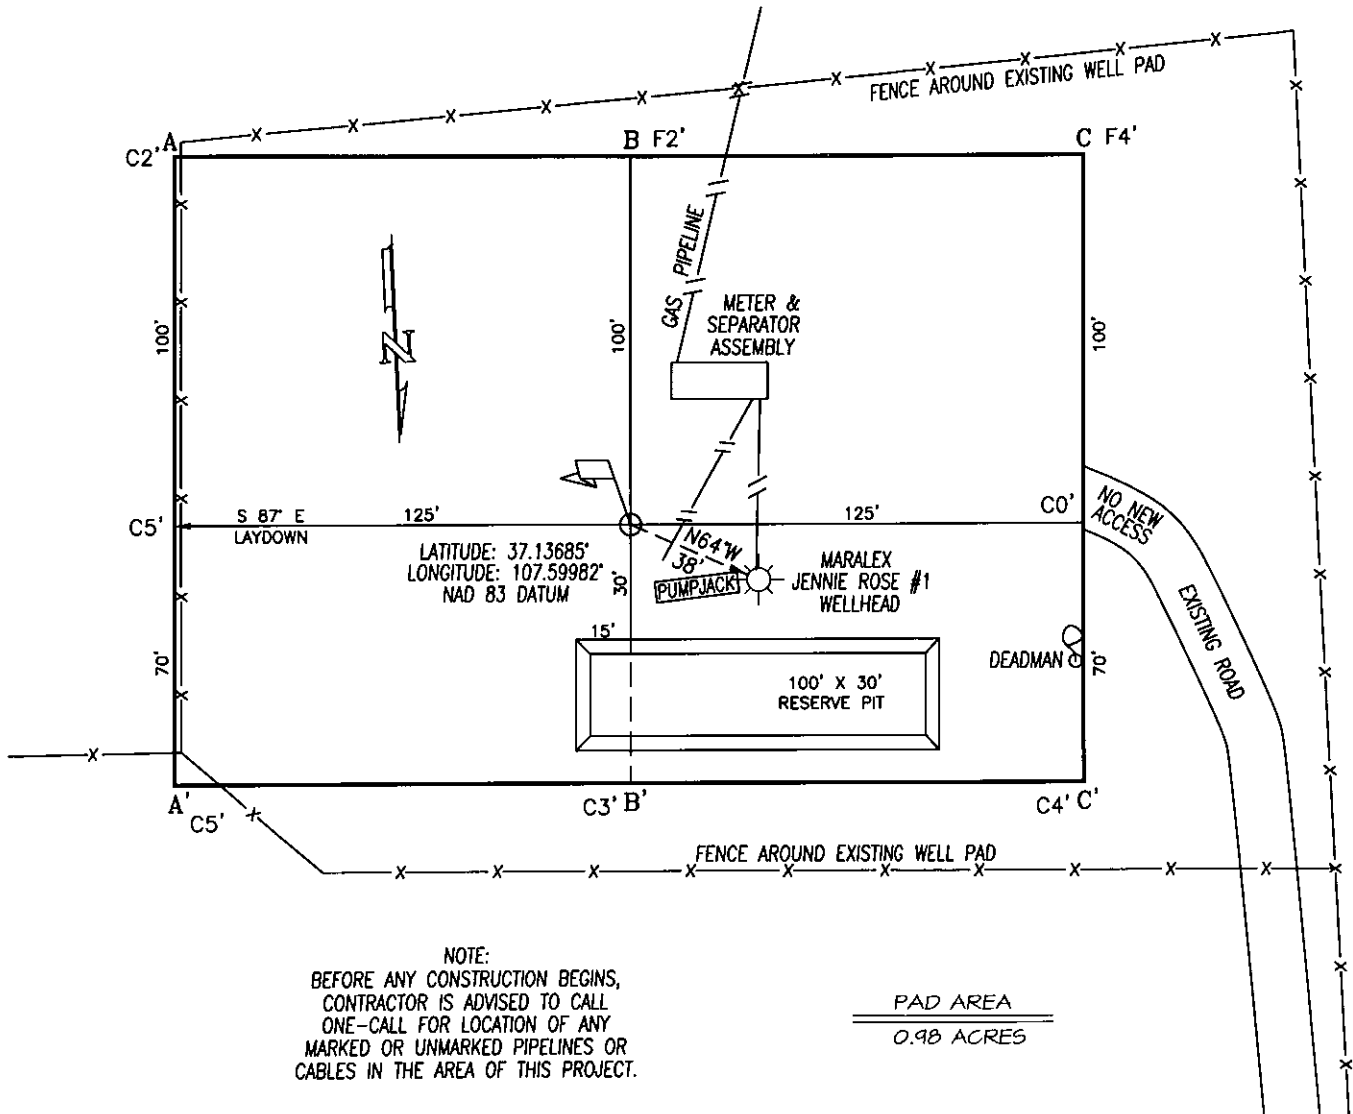 FENCE AROUND EXISTING WELL PAD
A
B F2'
C F4'
C2'
GAS PIPELINE
METER &
SEPARATOR
ASSEMBLY
N
100'
100'
100'
C5'
S 87° E
LAYDOWN
125'
125'
C0'
NO NEW
ACCESS
LATITUDE: 37.13685°
LONGITUDE: 107.59982°
NAD 83 DATUM
N64°W
38'
30'
PUMPJACK
MARALEX
JENNIE ROSE #1
WELLHEAD
EXISTING ROAD
15'
70'
DEADMAN
70'
100' X 30'
RESERVE PIT
A'
C5'
C3' B'
C4' C'
FENCE AROUND EXISTING WELL PAD
NOTE:
BEFORE ANY CONSTRUCTION BEGINS,
CONTRACTOR IS ADVISED TO CALL
ONE-CALL FOR LOCATION OF ANY
MARKED OR UNMARKED PIPELINES OR
CABLES IN THE AREA OF THIS PROJECT.
PAD AREA
0.98 ACRES